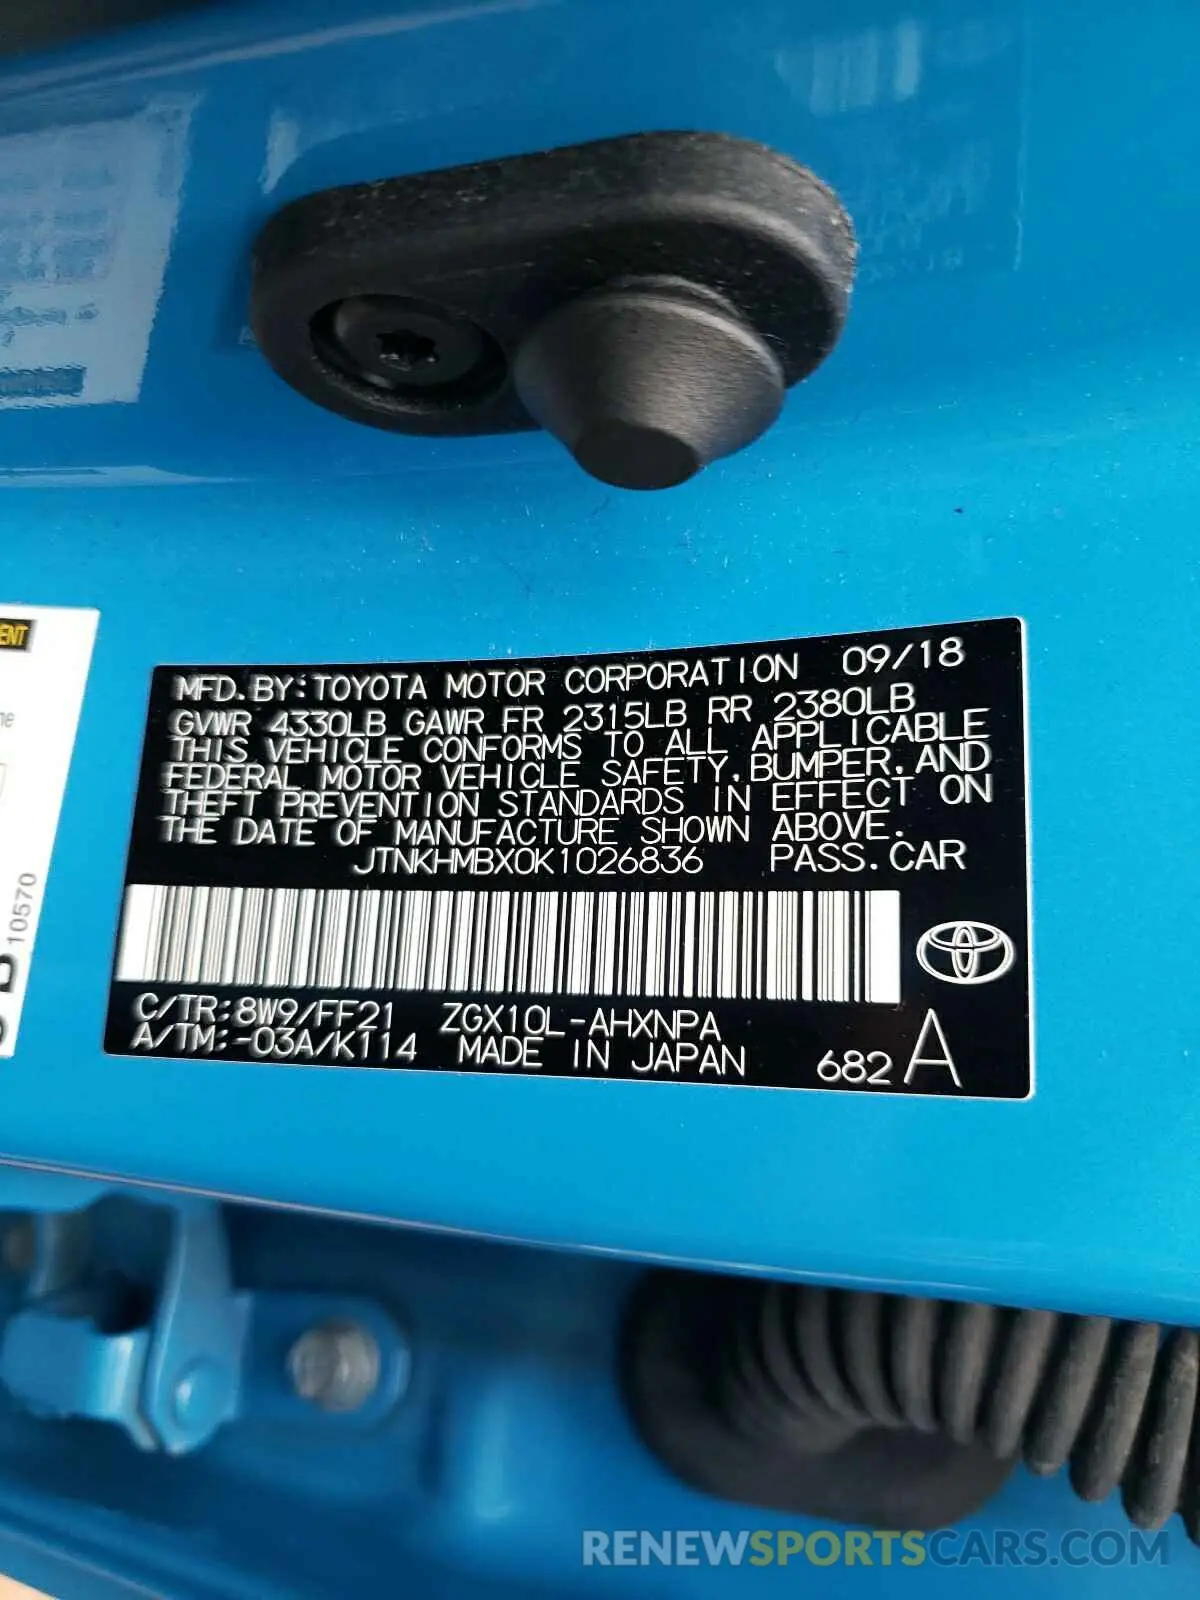 ENT
ne
10570
MFD. BY: TOYOTA MOTOR CORPORATION 09/18
GVWR 4330LB GAWR FR 2315LB RR 2380LB
THIS VEHICLE CONFORMS TO ALL APPLICABLE
FEDERAL MOTOR VEHICLE SAFETY, BUMPER, AND
THEFT PREVENTION STANDARDS IN EFFECT ON
THE DATE OF MANUFACTURE SHOWN ABOVE.
JTNKHMBX0K1026836 PASS. CAR
C/TR: 8W9/FF21 ZGX10L-AHXNPA
A/TM: -03A/K114 MADE IN JAPAN 682 A
RENEWSPORTSCARS.COM